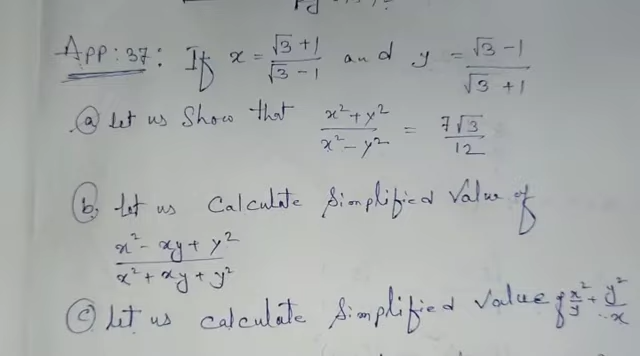 App: 37: If x = (√3 + 1)/(√3 - 1) and y = (√3 - 1)/(√3 + 1)
(a) Let us Show that (x² + y²)/(x² - y²) = 7√3/12
(b) Let us Calculate Simplified Value of
(x² - xy + y²)/(x² + xy + y²)
(c) Let us calculate Simplified Value of x²/y + y²/x